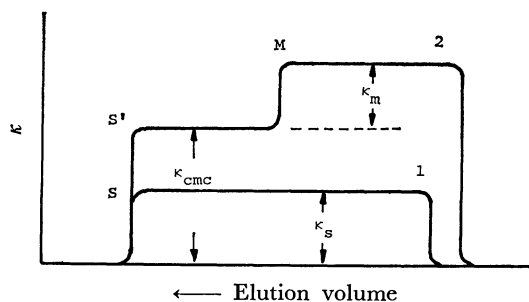 M
2
κ
κm
S'
κcmc
S
1
κs
← Elution volume